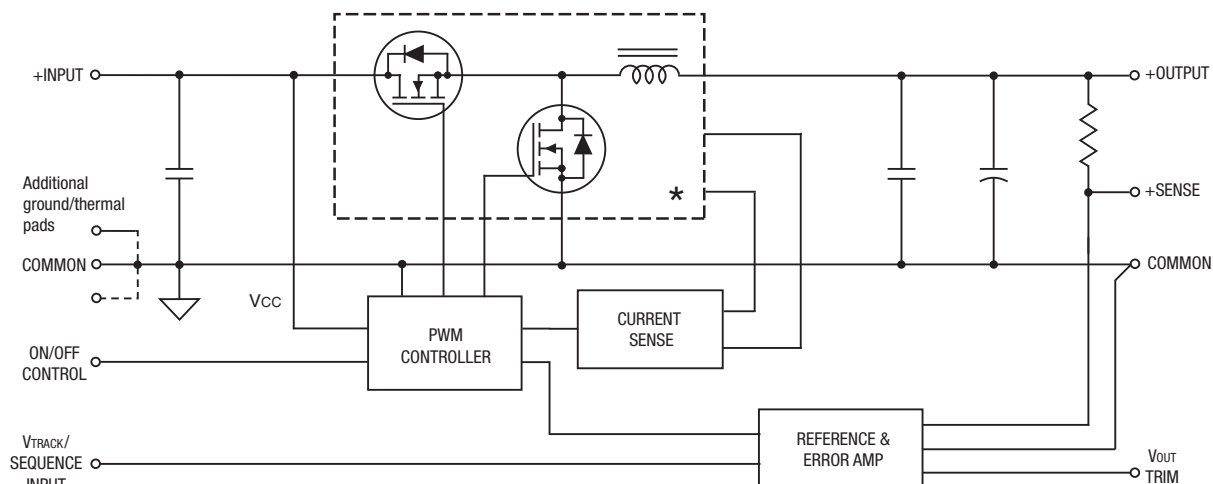 +INPUT
+OUTPUT
Additional
ground/thermal
pads
*
+SENSE
COMMON
COMMON
VCC
PWM
CONTROLLER
CURRENT
SENSE
ON/OFF
CONTROL
REFERENCE &
ERROR AMP
VTRACK/
SEQUENCE
INPUT
VOUT
TRIM